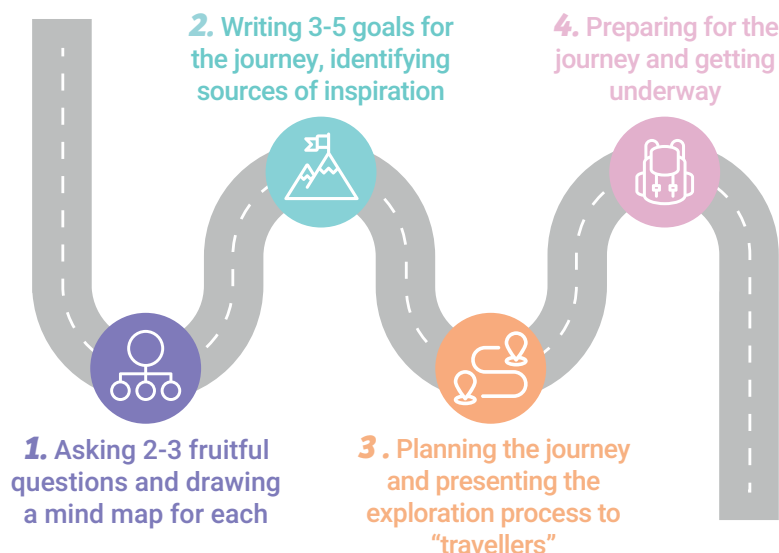 2. Writing 3-5 goals for
the journey, identifying
sources of inspiration
4. Preparing for the
journey and getting
underway
1. Asking 2-3 fruitful
questions and drawing
a mind map for each
3 . Planning the journey
and presenting the
exploration process to
“travellers”